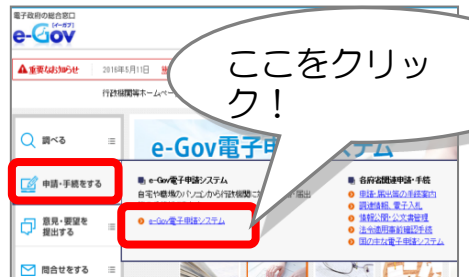 電子政府の総合窓口
[イーガブ]
e-Gov
重要なお知らせ 2016年5月11日
行政機関等ホームペー
ここをクリッ
ク！
調べる
e-Gov電子申 ステム
申請・手続をする
e-Gov電子申請システム
自宅や職場のパソコンから行政機関に 届出
e-Gov電子申請システム
各府省関連申請・手続
申請・届出等の手続案内
調達情報、電子入札
情報公開・公文書管理
法令適用事前確認手続
国の主な電子申請システム
意見・要望を
提出する
問合せをする